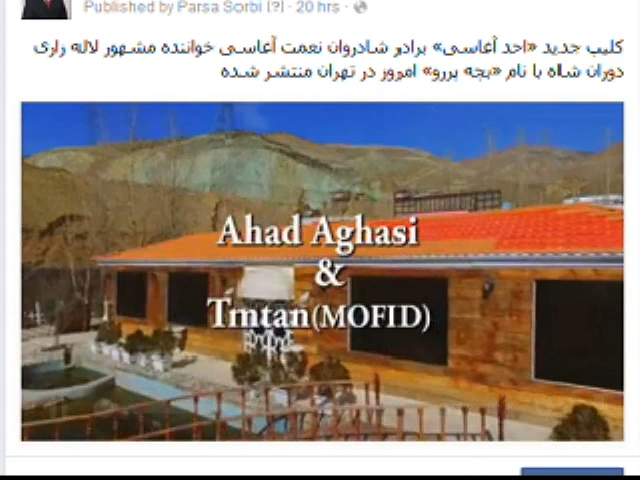 Published by Parsa Sorbi [?] · 20 hrs ·
کلیپ جدید «احد آغاسی» برادر شادروان نعمت آغاسی خواننده مشهور لاله زاری
دوران شاه با نام «بچه پررو» امروز در تهران منتشر شده
Ahad Aghasi
&
Tmtan(MOFID)